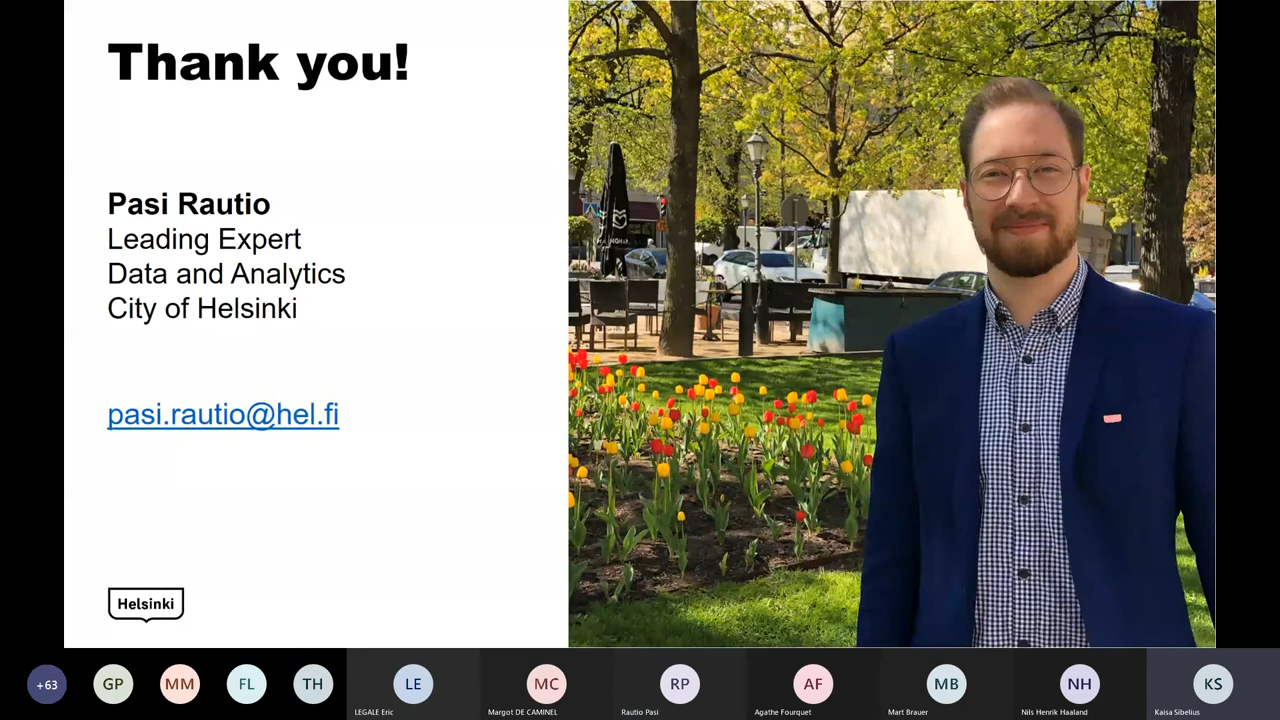 Thank you!
Pasi Rautio
Leading Expert
Data and Analytics
City of Helsinki
pasi.rautio@hel.fi
Helsinki
+63
GP
MM
FL
TH
LE
MC
RP
AF
MB
NH
KS
LEGALE Eric
Margot DE CAMINEL
Rautio Pasi
Agathe Fourquet
Mart Brauer
Nils Henrik Haaland
Kaisa Sibelius